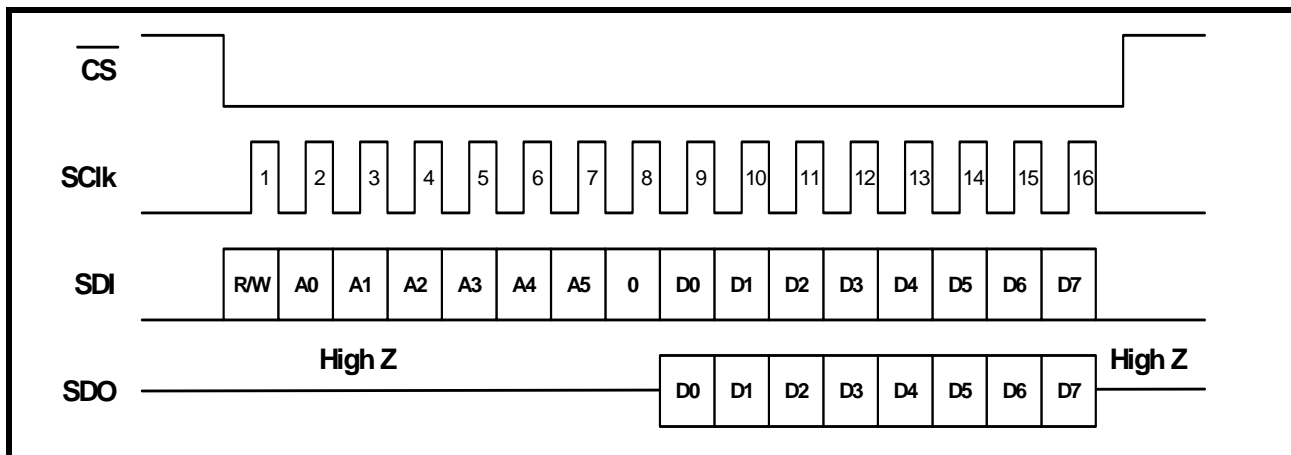 CS
SClk 1 2 3 4 5 6 7 8 9 10 11 12 13 14 15 16
SDI R/W A0 A1 A2 A3 A4 A5 0 D0 D1 D2 D3 D4 D5 D6 D7
High Z High Z
SDO D0 D1 D2 D3 D4 D5 D6 D7